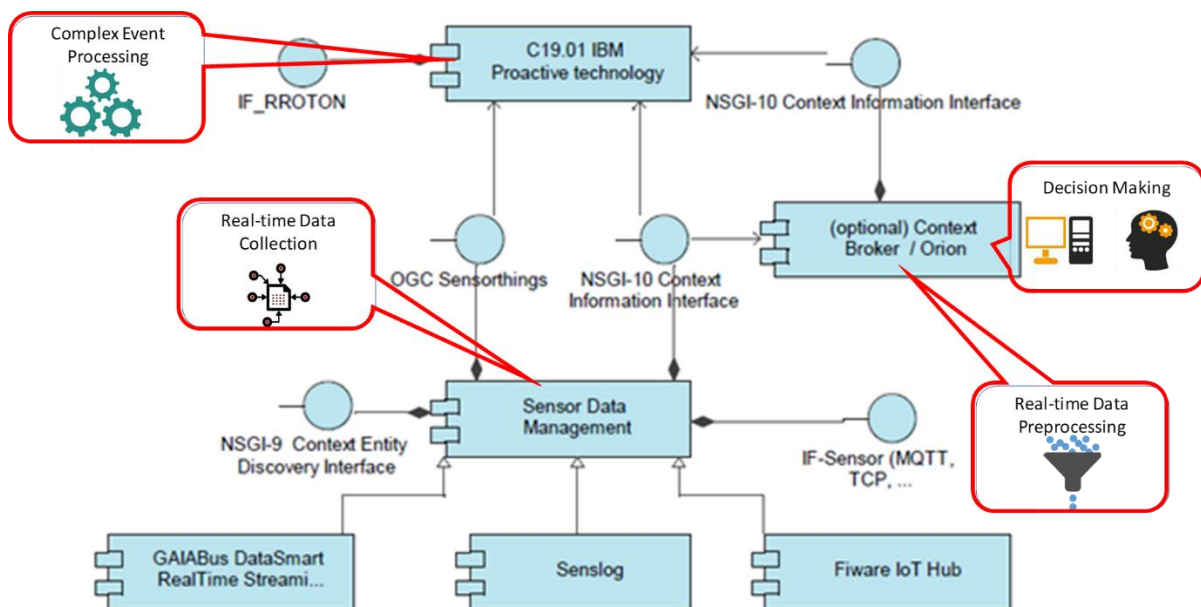 Complex Event
Processing
IF_RROTON
C19.01 IBM
Proactive technology
NSGI-10 Context Information Interface
Real-time Data
Collection
OGC Sensorthings
NSGI-10 Context
Information Interface
(optional) Context
Broker / Orion
Decision Making
NSGI-9 Context Entity
Discovery Interface
Sensor Data
Management
IF-Sensor (MQTT,
TCP, ...
Real-time Data
Preprocessing
GAIABus DataSmart
RealTime Streami...
Senslog
Fiware IoT Hub